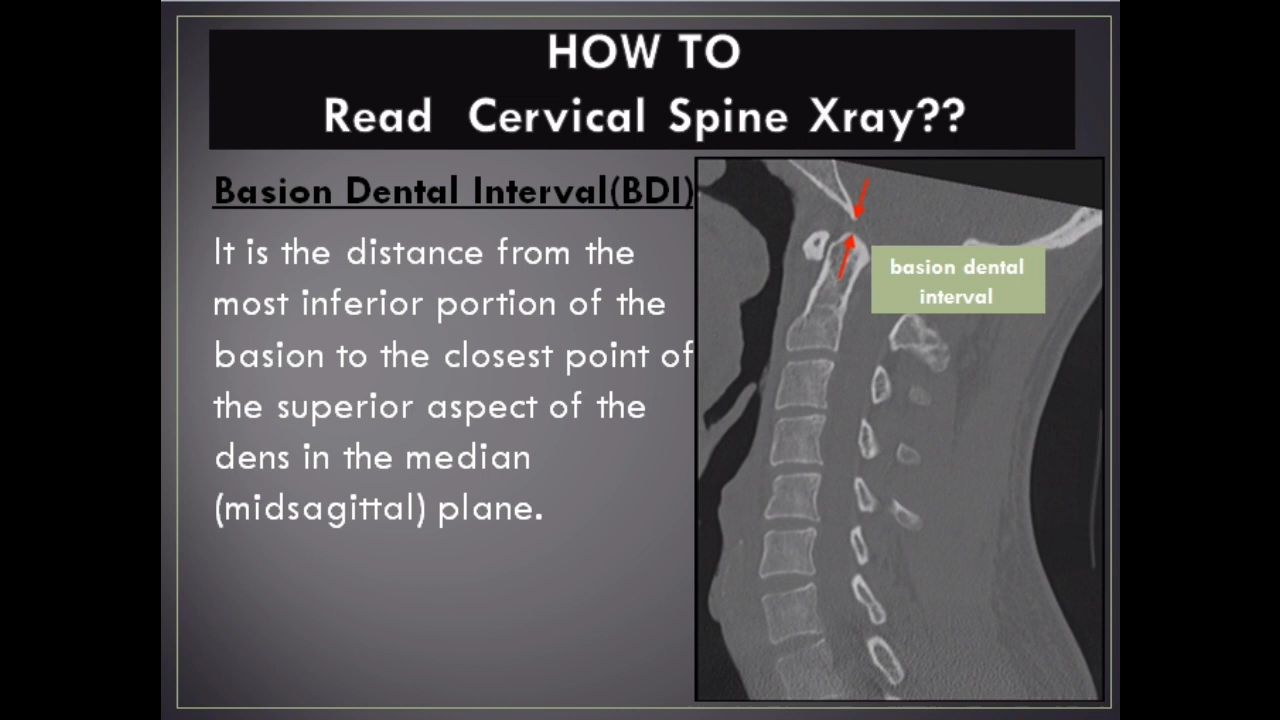 HOW TO
Read Cervical Spine Xray??
Basion Dental Interval(BDI)
It is the distance from the
most inferior portion of the
basion to the closest point of
the superior aspect of the
dens in the median
(midsagittal) plane.
basion dental
interval